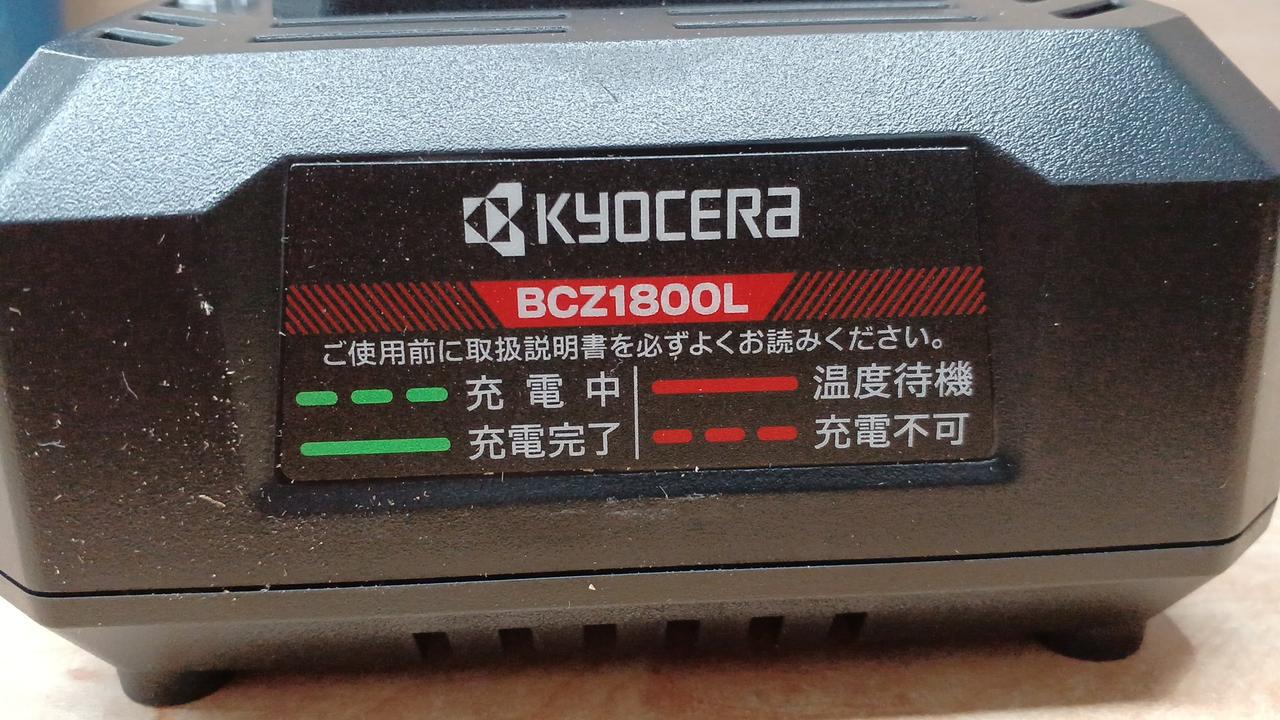 KYOCERA
BCZ1800L
ご使用前に取扱説明書を必ずよくお読みください。
充電中
温度待機
充電完了
充電不可